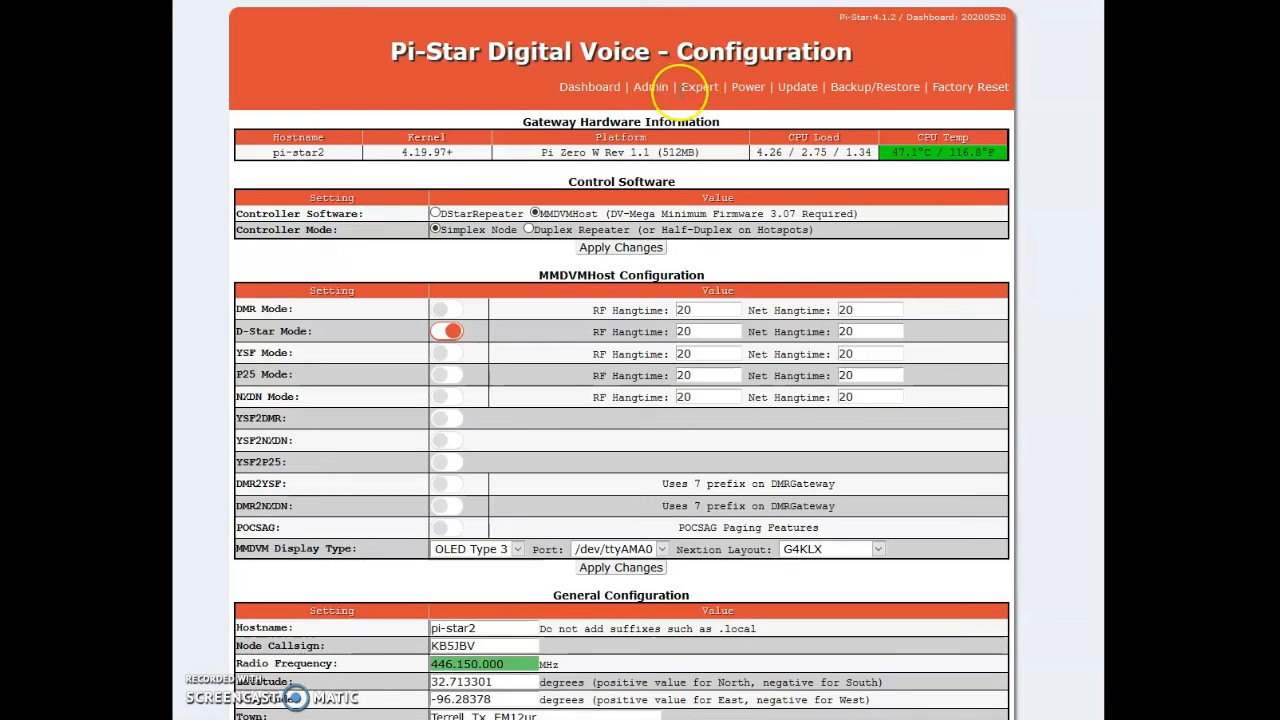 Pi-Star:4.1.2 / Dashboard: 20200520
Pi-Star Digital Voice - Configuration
Dashboard | Admin | Expert | Power | Update | Backup/Restore | Factory Reset
Gateway Hardware Information
Hostname Kernel Platform CPU Load CPU Temp
pi-star2 4.19.97+ Pi Zero W Rev 1.1 (512MB) 4.26 / 2.75 / 1.34 47.1°C / 116.8°F
Control Software
Setting Value
Controller Software: DStarRepeater MMDVMHost (DV-Mega Minimum Firmware 3.07 Required)
Controller Mode: Simplex Node Duplex Repeater (or Half-Duplex on Hotspots)
Apply Changes
MMDVMHost Configuration
Setting Value
DMR Mode: RF Hangtime: 20 Net Hangtime: 20
D-Star Mode: RF Hangtime: 20 Net Hangtime: 20
YSF Mode: RF Hangtime: 20 Net Hangtime: 20
P25 Mode: RF Hangtime: 20 Net Hangtime: 20
NXDN Mode: RF Hangtime: 20 Net Hangtime: 20
YSF2DMR:
YSF2NXDN:
YSF2P25:
DMR2YSF: Uses 7 prefix on DMRGateway
DMR2NXDN: Uses 7 prefix on DMRGateway
POCSAG: POCSAG Paging Features
MMDVM Display Type: OLED Type 3 Port: /dev/ttyAMA0 Nextion Layout: G4KLX
Apply Changes
General Configuration
Setting Value
Hostname: pi-star2 Do not add suffixes such as .local
Node Callsign: KB5JBV
Radio Frequency: 446.150.000 MHz
32.713301 degrees (positive value for North, negative for South)
-96.28378 degrees (positive value for East, negative for West)
Town: Terrell, Tx, EM12ur
RECORDED WITH
SCREENCAST MATIC